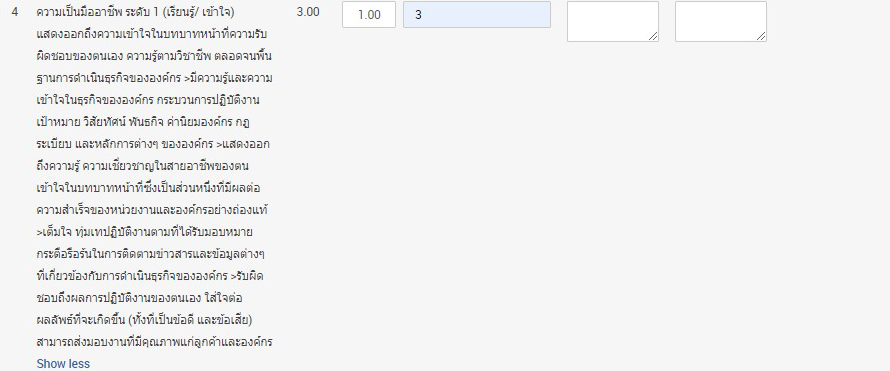 4 ความเป็นมืออาชีพ ระดับ 1 (เรียนรู้/ เข้าใจ) 3.00 1.00 3
แสดงออกถึงความเข้าใจในบทบาทหน้าที่ความรับ
ผิดชอบของตนเอง ความรู้ตามวิชาชีพ ตลอดจนพื้น
ฐานการดำเนินธุรกิจขององค์กร >มีความรู้และความ
เข้าใจในธุรกิจขององค์กร กระบวนการปฏิบัติงาน
เป้าหมาย วิสัยทัศน์ พันธกิจ ค่านิยมองค์กร กฎ
ระเบียบ และหลักการต่างๆ ขององค์กร >แสดงออก
ถึงความรู้ ความเชี่ยวชาญในสายอาชีพของตน
เข้าใจในบทบาทหน้าที่ซึ่งเป็นส่วนหนึ่งที่มีผลต่อ
ความสำเร็จของหน่วยงานและองค์กรอย่างถ่องแท้
>เต็มใจ ทุ่มเทปฏิบัติงานตามที่ได้รับมอบหมาย
กระตือรือร้นในการติดตามข่าวสารและข้อมูลต่างๆ
ที่เกี่ยวข้องกับการดำเนินธุรกิจขององค์กร >รับผิด
ชอบถึงผลการปฏิบัติงานของตนเอง ใส่ใจต่อ
ผลลัพธ์ที่จะเกิดขึ้น (ทั้งที่เป็นข้อดี และข้อเสีย)
สามารถส่งมอบงานที่มีคุณภาพแก่ลูกค้าและองค์กร
Show less